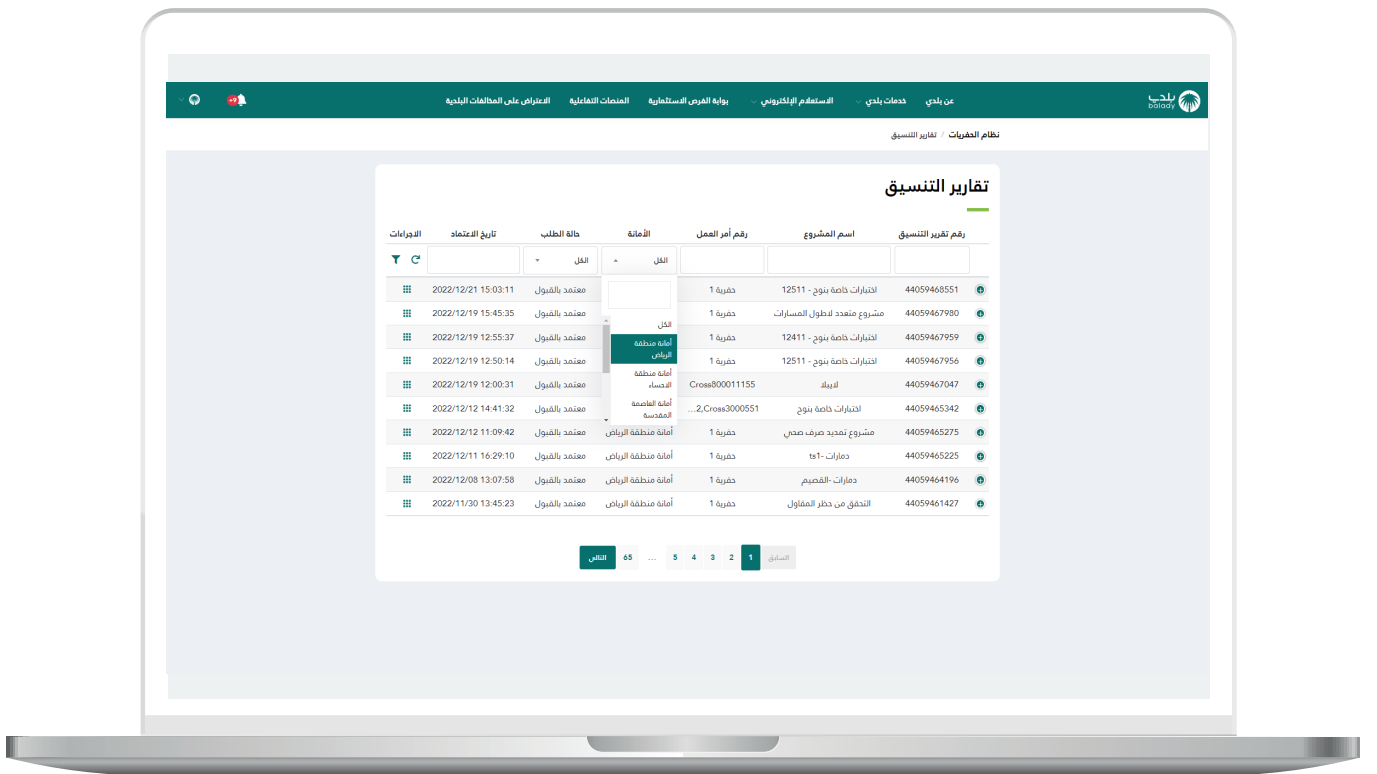 بلدي
balady
عن بلدي
خدمات بلدي
الاستعلام الإلكتروني
بوابة الفرص الاستثمارية
المنصات التفاعلية
الاعتراض على المخالفات البلدية
+9
نظام الحفريات / تقارير التنسيق
تقارير التنسيق
رقم تقرير التنسيق اسم المشروع رقم أمر العمل الأمانة حالة الطلب تاريخ الاعتماد الاجراءات
الكل الكل
44059468551 اختبارات خاصة بنوح - 12511 حفرية 1 معتمد بالقبول 2022/12/21 15:03:11
44059467980 مشروع متعدد لاطول المسارات حفرية 1 معتمد بالقبول 2022/12/19 15:45:35
44059467959 اختبارات خاصة بنوح - 12411 حفرية 1 معتمد بالقبول 2022/12/19 12:55:37
44059467956 اختبارات خاصة بنوح - 12511 حفرية 1 معتمد بالقبول 2022/12/19 12:50:14
44059467047 لايبلا Cross800011155 معتمد بالقبول 2022/12/19 12:00:31
44059465342 اختبارات خاصة بنوح 2,Cross3000551... معتمد بالقبول 2022/12/12 14:41:32
44059465275 مشروع تمديد صرف صحي حفرية 1 أمانة منطقة الرياض معتمد بالقبول 2022/12/12 11:09:42
44059465225 دمارات -ts1 حفرية 1 أمانة منطقة الرياض معتمد بالقبول 2022/12/11 16:29:10
44059464196 دمارات -القصيم حفرية 1 أمانة منطقة الرياض معتمد بالقبول 2022/12/08 13:07:58
44059461427 التحقق من حظر المقاول حفرية 1 أمانة منطقة الرياض معتمد بالقبول 2022/11/30 13:45:23
الكل
أمانة منطقة
الرياض
أمانة منطقة
الاحساء
أمانة العاصمة
المقدسة
السابق 1 2 3 4 5 ... 65 التالي